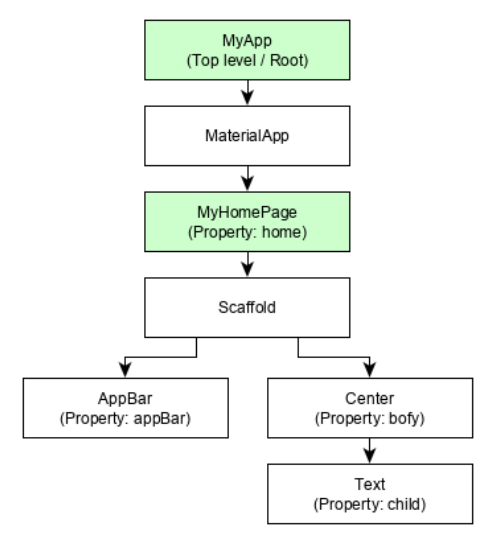 MyApp
(Top level / Root)
MaterialApp
MyHomePage
(Property: home)
Scaffold
AppBar
(Property: appBar)
Center
(Property: bofy)
Text
(Property: child)